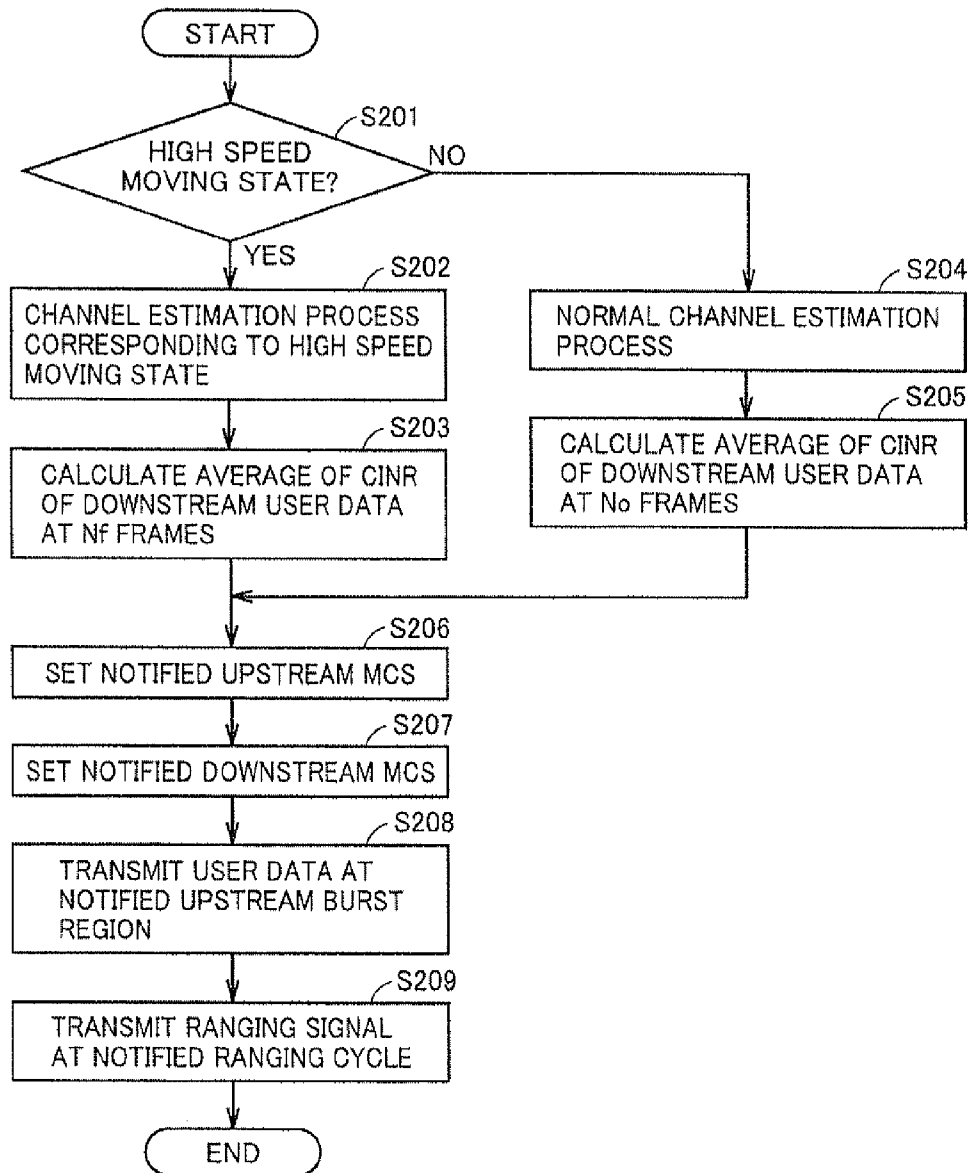 START
S201
HIGH SPEED
MOVING STATE?
NO
YES
S202
CHANNEL ESTIMATION PROCESS
CORRESPONDING TO HIGH SPEED
MOVING STATE
S203
CALCULATE AVERAGE OF CINR
OF DOWNSTREAM USER DATA
AT Nf FRAMES
S204
NORMAL CHANNEL ESTIMATION
PROCESS
S205
CALCULATE AVERAGE OF CINR
OF DOWNSTREAM USER DATA
AT No FRAMES
S206
SET NOTIFIED UPSTREAM MCS
S207
SET NOTIFIED DOWNSTREAM MCS
S208
TRANSMIT USER DATA AT
NOTIFIED UPSTREAM BURST
REGION
S209
TRANSMIT RANGING SIGNAL
AT NOTIFIED RANGING CYCLE
END